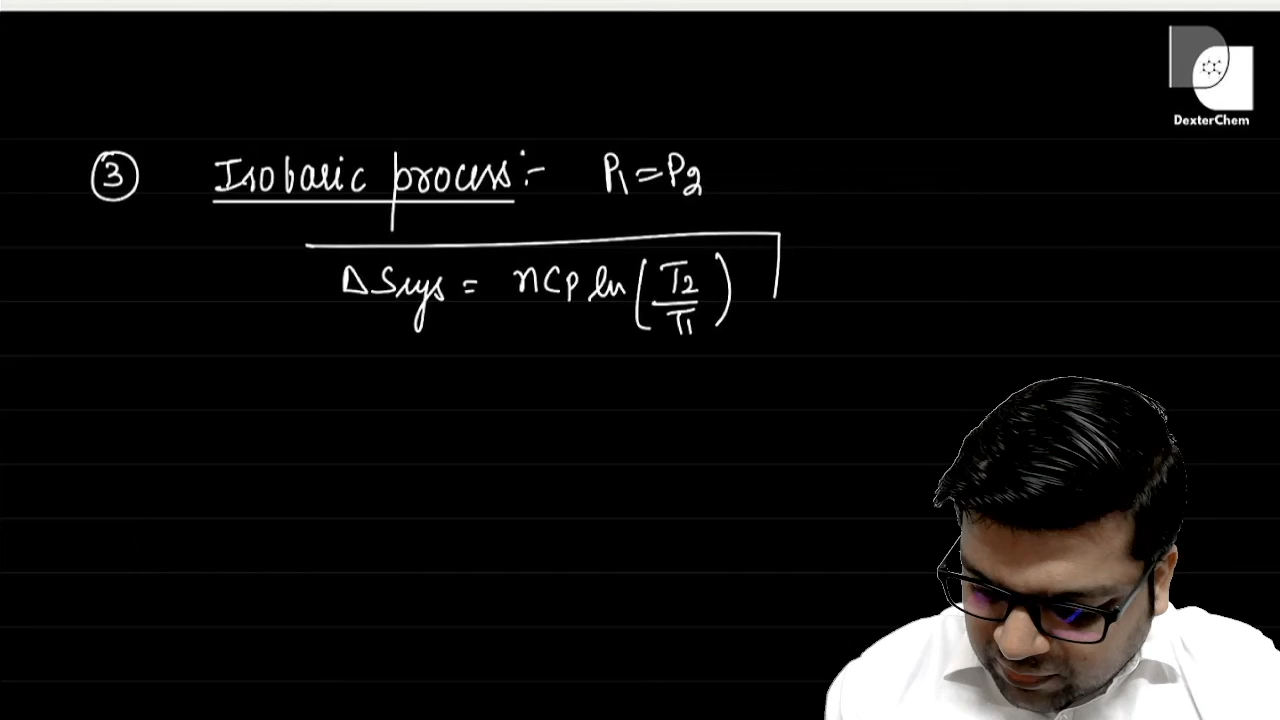 DexterChem
③ Isobaric process:- P₁ = P₂
ΔSsys = nCp ln(T₂/T₁)